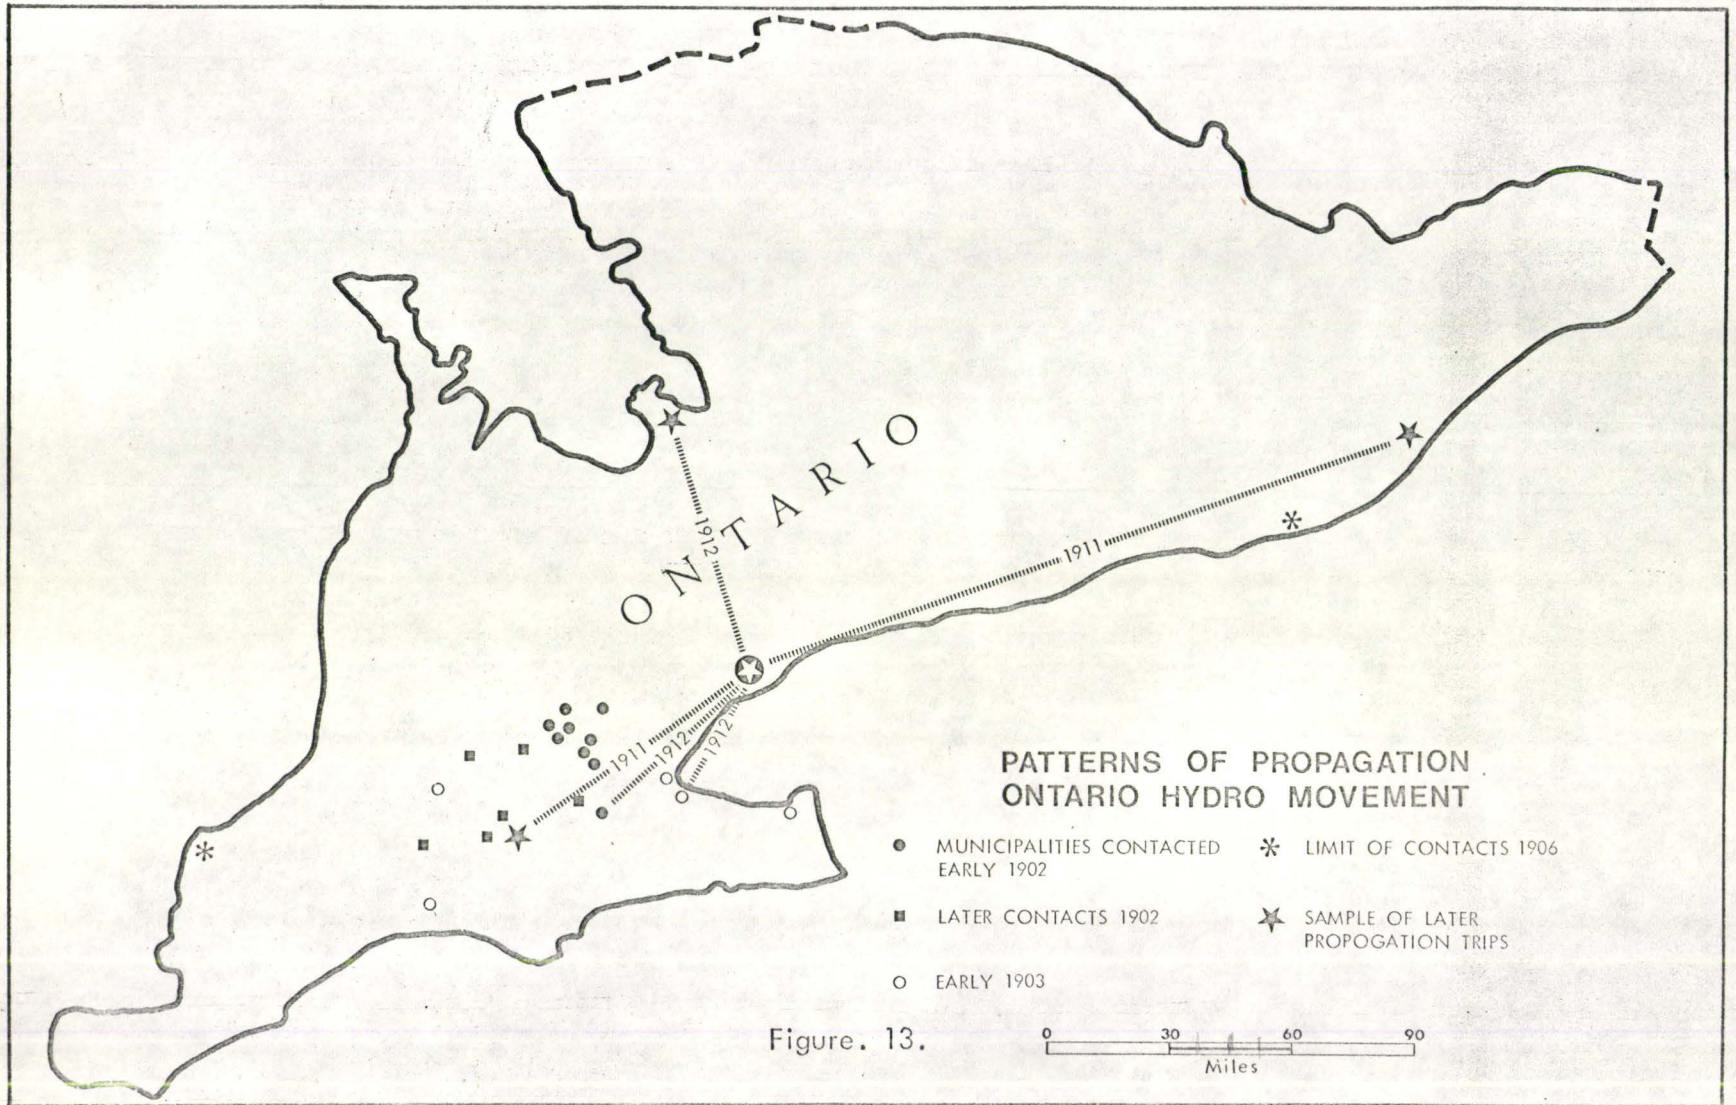 ONTARIO
1912
1911
1911
1912
1912
PATTERNS OF PROPAGATION
ONTARIO HYDRO MOVEMENT
MUNICIPALITIES CONTACTED
EARLY 1902
LIMIT OF CONTACTS 1906
LATER CONTACTS 1902
SAMPLE OF LATER
PROPOGATION TRIPS
EARLY 1903
Figure. 13.
0 30 60 90
Miles